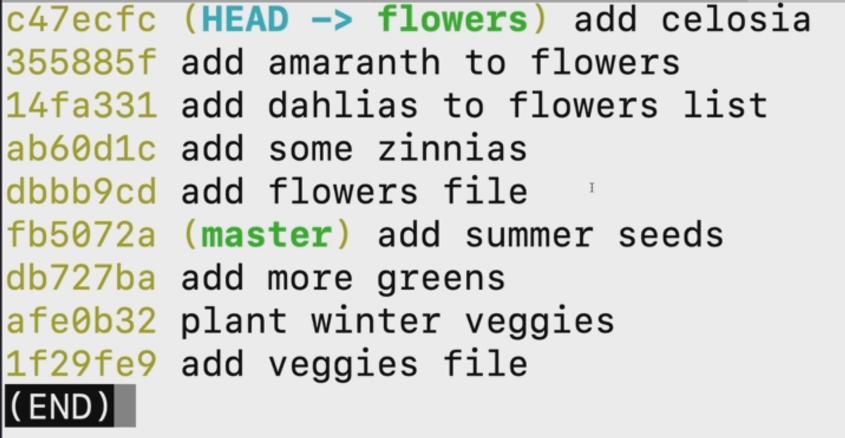 c47ecfc (HEAD -> flowers) add celosia
355885f add amaranth to flowers
14fa331 add dahlias to flowers list
ab60d1c add some zinnias
dbbb9cd add flowers file
fb5072a (master) add summer seeds
db727ba add more greens
afe0b32 plant winter veggies
1f29fe9 add veggies file
(END)